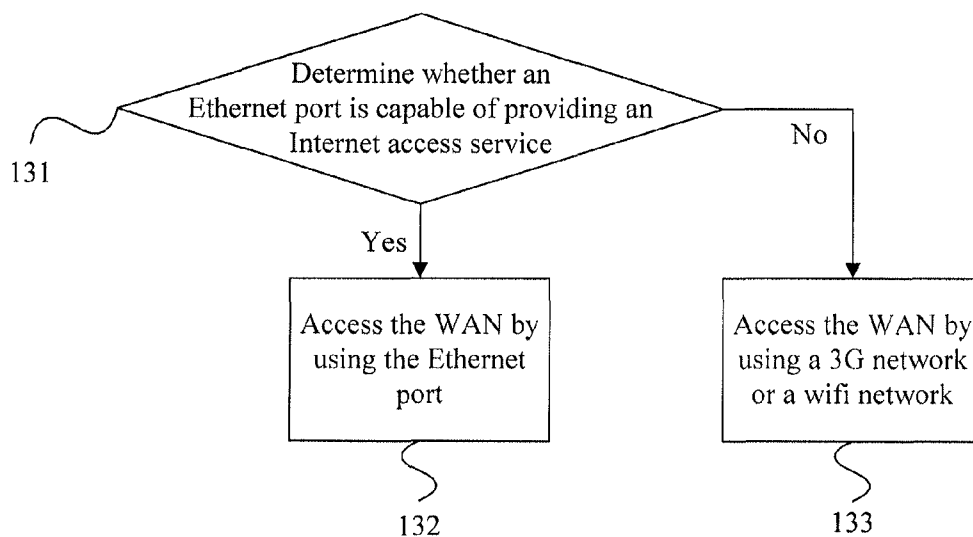 Determine whether an
Ethernet port is capable of providing an
Internet access service
131
No
Yes
Access the WAN by
using the Ethernet
port
Access the WAN by
using a 3G network
or a wifi network
132
133